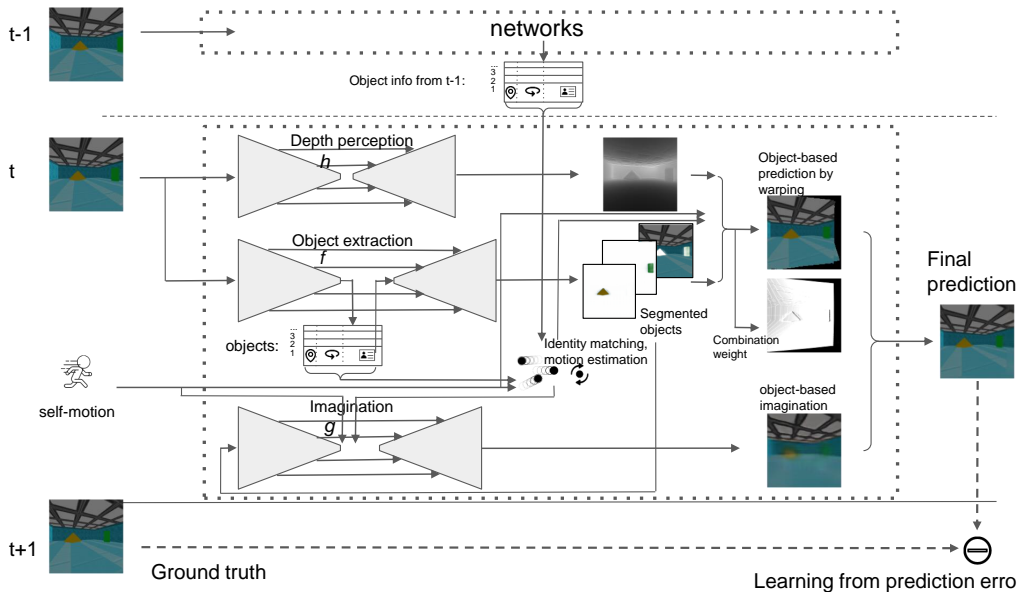 t-1
networks
Object info from t-1:
...
3
2
1
t
Depth perception
h
Object-based
prediction by
warping
Object extraction
f
Final
prediction
Segmented
objects
Combination
weight
Identity matching,
motion estimation
objects:
...
3
2
1
self-motion
Imagination
g
object-based
imagination
t+1
Ground truth
Learning from prediction erro